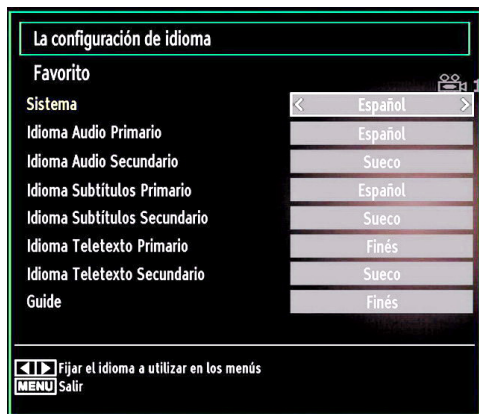 La configuración de idioma
Favorito
1
Sistema < Español >
Idioma Audio Primario Español
Idioma Audio Secundario Sueco
Idioma Subtítulos Primario Español
Idioma Subtítulos Secundario Sueco
Idioma Teletexto Primario Finés
Idioma Teletexto Secundario Sueco
Guide Finés
Fijar el idioma a utilizar en los menús
MENU Salir